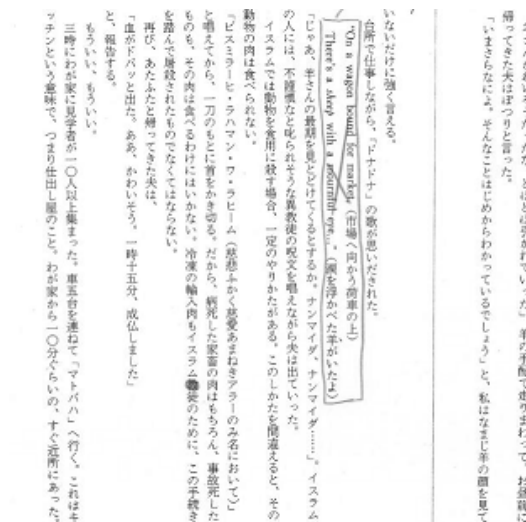 帰ってきた夫はぽつりと言った。
「いまさらなによ。そんなことはじめからわかっているでしょう」と、私はなまじ羊の顔を見て
いないだけに強く言える。
台所で仕事しながら、「ドナドナ」の歌が思いだされた。
"On a wagon bound for market, (市場へ向かう荷車の上)
There's a sheep with a mournful eye…。(涙を浮かべた羊がいたよ)
「じゃあ、羊さんの最期を見とどけてくるとするか。ナンマイダ、ナンマイダ……」。イスラム
の人には、不謹慎なと叱られそうな異教徒の呪文を唱えながら夫は出ていった。
イスラムでは動物を食用に殺す場合、一定のやりかたがある。このしかたを間違えると、その
動物の肉は食べられない。
「ビスミラーヒ・ラハマン・ワ・ラヒーム(慈悲ふかく慈愛あまねきアラーのみ名において)」
と唱えてから、一刀のもとに首をかき切る。だから、病死した家畜の肉はもちろん、事故死した
ものも、その肉は食べるわけにはいかない。冷凍の輸入肉もイスラム教徒のために、この手続き
を踏んで屠殺されたものでなくてはならない。
再び、あたふたと帰ってきた夫は、
「血がドバッと出た。ああ、かわいそう。一時十五分、成仏しました」
と、報告する。
もういい、もういい。
三時にわが家に見学者が一〇人以上集まった。車五台を連ねて「マトバハ」へ行く。これはキ
ッチンという意味で、つまり仕出し屋のこと。わが家から一〇分ぐらいの、すぐ近所にあった。